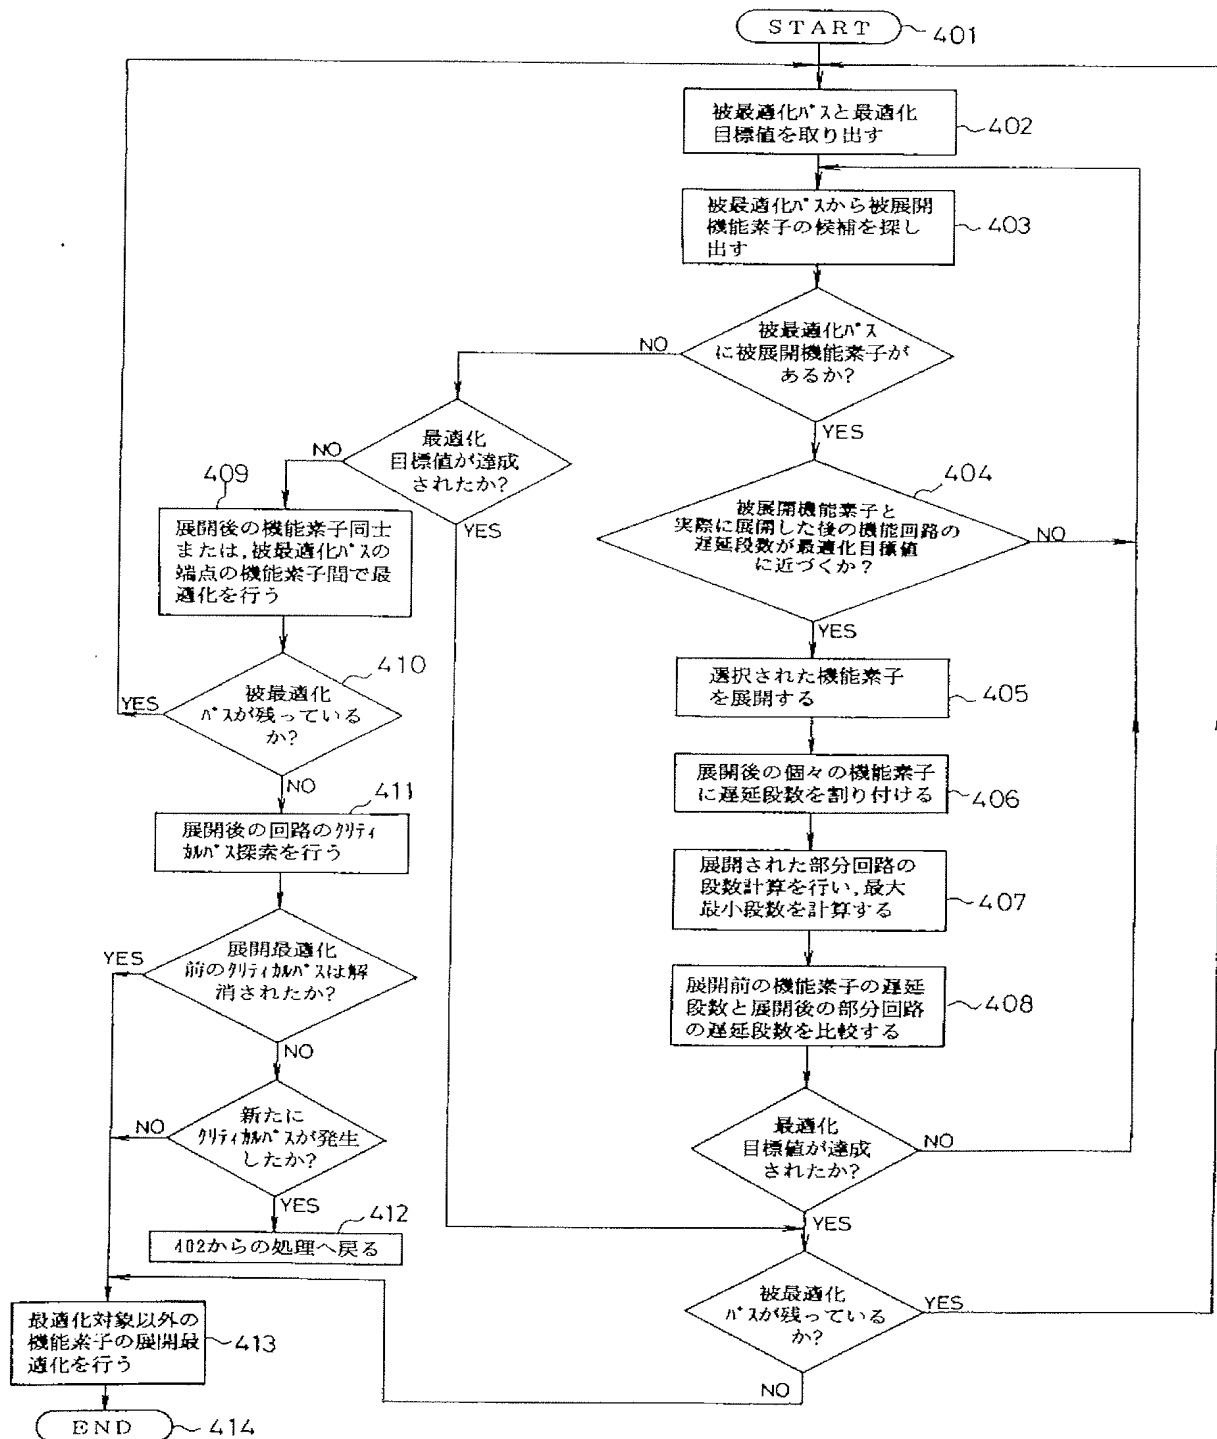 START
401
被最適化パスと最適化
目標値を取り出す
402
被最適化パスから被展開
機能素子の候補を探し
出す
403
被最適化パス
に被展開機能素子が
あるか?
NO
YES
最適化
目標値が達成
されたか?
NO
YES
404
被展開機能素子と
実際に展開した後の機能回路の
遅延段数が最適化目標値
に近づくか?
NO
YES
409
展開後の機能素子同士
または,被最適化パスの
端点の機能素子間で最
適化を行う
405
選択された機能素子
を展開する
410
被最適化
パスが残っている
か?
YES
NO
展開後の個々の機能素子
に遅延段数を割り付ける
406
411
展開後の回路のクリティ
カルパス探索を行う
展開された部分回路の
段数計算を行い,最大
最小段数を計算する
407
展開最適化
前のクリティカルパスは解
消されたか?
YES
NO
展開前の機能素子の遅延
段数と展開後の部分回路
の遅延段数を比較する
408
新たに
クリティカルパスが発生
したか?
NO
YES
最適化
目標値が達成
されたか?
NO
YES
412
402からの処理へ戻る
被最適化
パスが残っている
か?
YES
NO
最適化対象以外の
機能素子の展開最
適化を行う
413
END
414